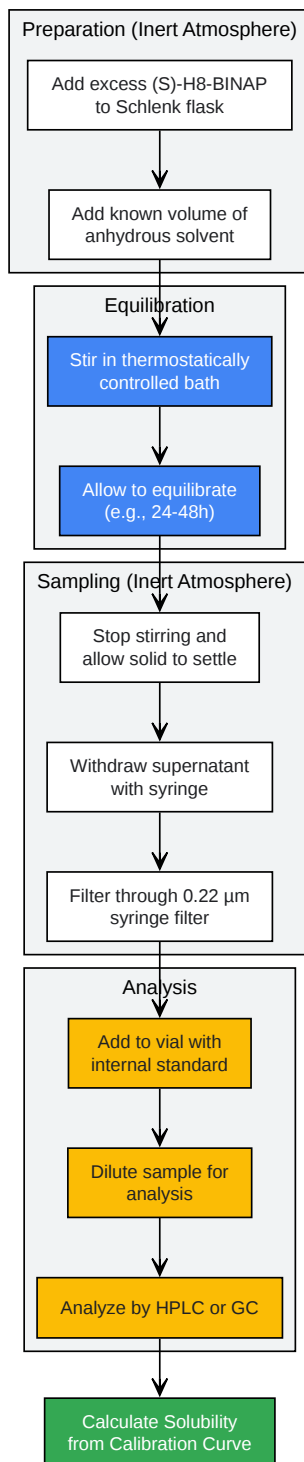 Preparation (Inert Atmosphere)
Add excess (S)-H8-BINAP
to Schlenk flask
Add known volume of
anhydrous solvent
Equilibration
Stir in thermostatically
controlled bath
Allow to equilibrate
(e.g., 24-48h)
Sampling (Inert Atmosphere)
Stop stirring and
allow solid to settle
Withdraw supernatant
with syringe
Filter through 0.22 µm
syringe filter
Analysis
Add to vial with
internal standard
Dilute sample for
analysis
Analyze by HPLC or GC
Calculate Solubility
from Calibration Curve